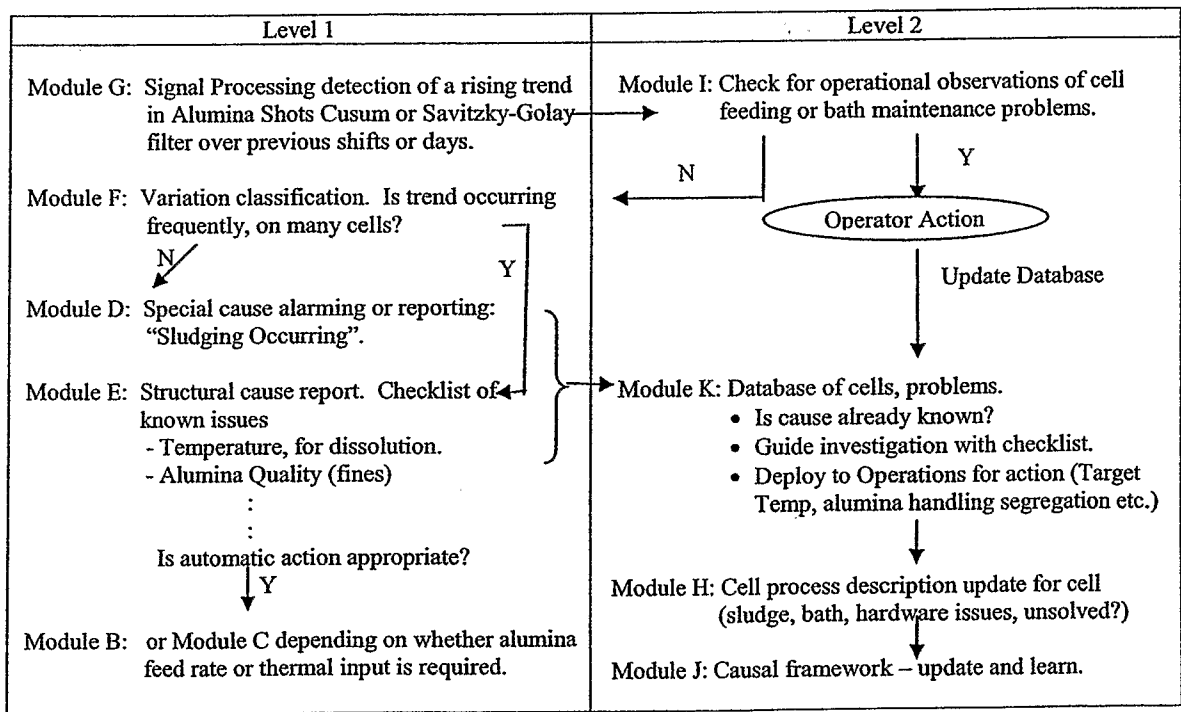 Level 1
Module G: Signal Processing detection of a rising trend
in Alumina Shots Cusum or Savitzky-Golay
filter over previous shifts or days.
Module F: Variation classification. Is trend occurring
frequently, on many cells?
N
Y
Module D: Special cause alarming or reporting:
“Sludging Occurring”.
Module E: Structural cause report. Checklist of
known issues
- Temperature, for dissolution.
- Alumina Quality (fines)
:
:
Is automatic action appropriate?
Y
Module B: or Module C depending on whether alumina
feed rate or thermal input is required.
Level 2
Module I: Check for operational observations of cell
feeding or bath maintenance problems.
N
Y
Operator Action
Update Database
Module K: Database of cells, problems.
• Is cause already known?
• Guide investigation with checklist.
• Deploy to Operations for action (Target
Temp, alumina handling segregation etc.)
Module H: Cell process description update for cell
(sludge, bath, hardware issues, unsolved?)
Module J: Causal framework – update and learn.